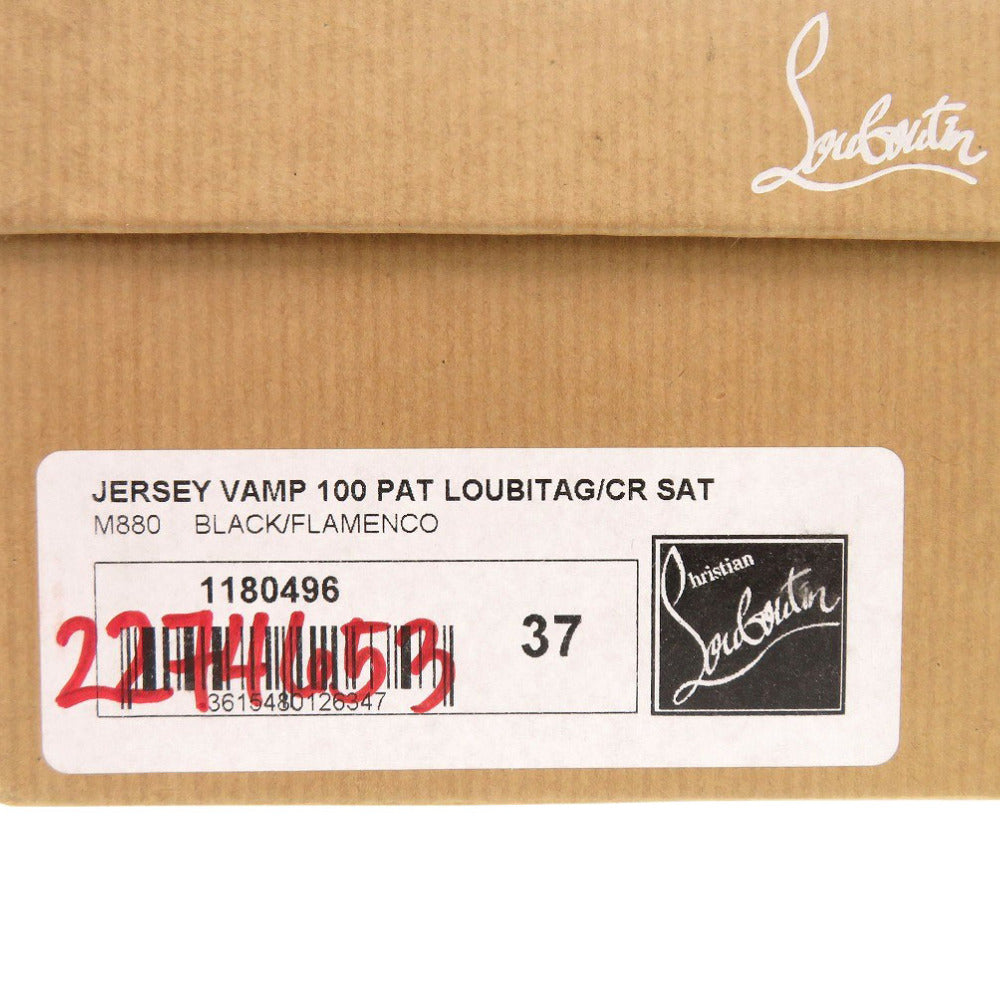 Louboutin
JERSEY VAMP 100 PAT LOUBITAG/CR SAT
M880 BLACK/FLAMENCO
1180496
2274653
3615480126347
37
Christian
Louboutin